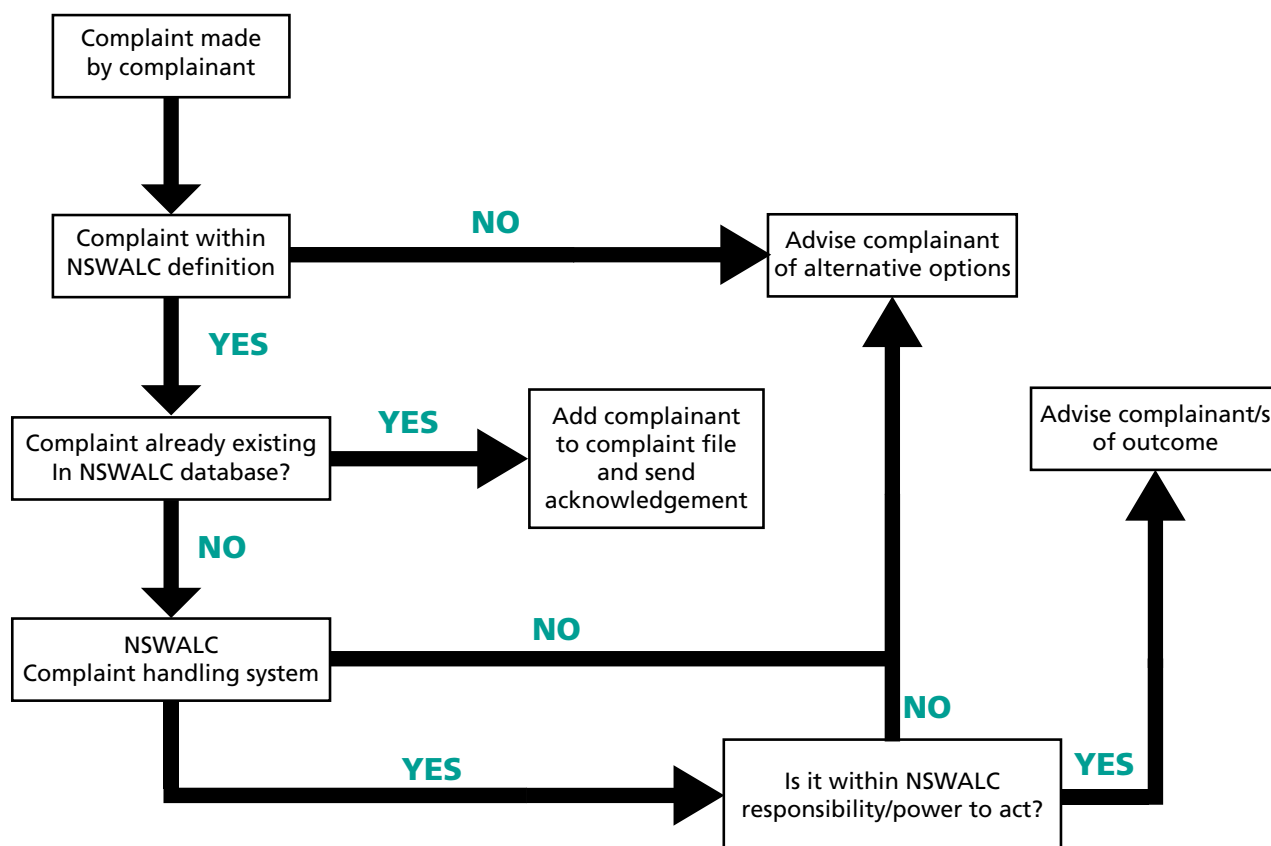 Complaint made
by complainant
Complaint within
NSWALC definition
NO
Advise complainant
of alternative options
YES
Complaint already existing
In NSWALC database?
YES
Add complainant
to complaint file
and send
acknowledgement
Advise complainant/s
of outcome
NO
NSWALC
Complaint handling system
NO
YES
Is it within NSWALC
responsibility/power to act?
NO
YES